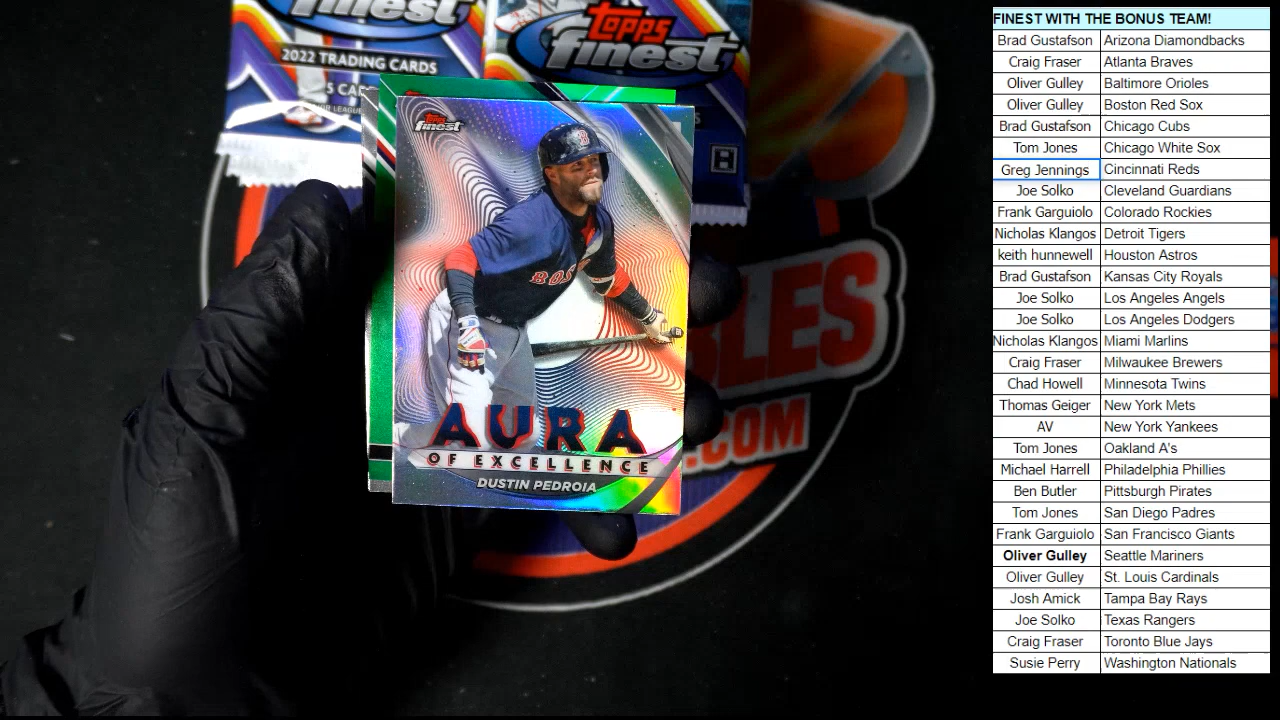 finest
2022 TRADING CARDS
Topps
finest
Topps
finest
BOS
AURA
OF EXCELLENCE
DUSTIN PEDROIA
BLES
.COM
FINEST WITH THE BONUS TEAM!
Brad Gustafson Arizona Diamondbacks
Craig Fraser Atlanta Braves
Oliver Gulley Baltimore Orioles
Oliver Gulley Boston Red Sox
Brad Gustafson Chicago Cubs
Tom Jones Chicago White Sox
Greg Jennings Cincinnati Reds
Joe Solko Cleveland Guardians
Frank Garguiolo Colorado Rockies
Nicholas Klangos Detroit Tigers
keith hunnewell Houston Astros
Brad Gustafson Kansas City Royals
Joe Solko Los Angeles Angels
Joe Solko Los Angeles Dodgers
Nicholas Klangos Miami Marlins
Craig Fraser Milwaukee Brewers
Chad Howell Minnesota Twins
Thomas Geiger New York Mets
AV New York Yankees
Tom Jones Oakland A's
Michael Harrell Philadelphia Phillies
Ben Butler Pittsburgh Pirates
Tom Jones San Diego Padres
Frank Garguiolo San Francisco Giants
Oliver Gulley Seattle Mariners
Oliver Gulley St. Louis Cardinals
Josh Amick Tampa Bay Rays
Joe Solko Texas Rangers
Craig Fraser Toronto Blue Jays
Susie Perry Washington Nationals